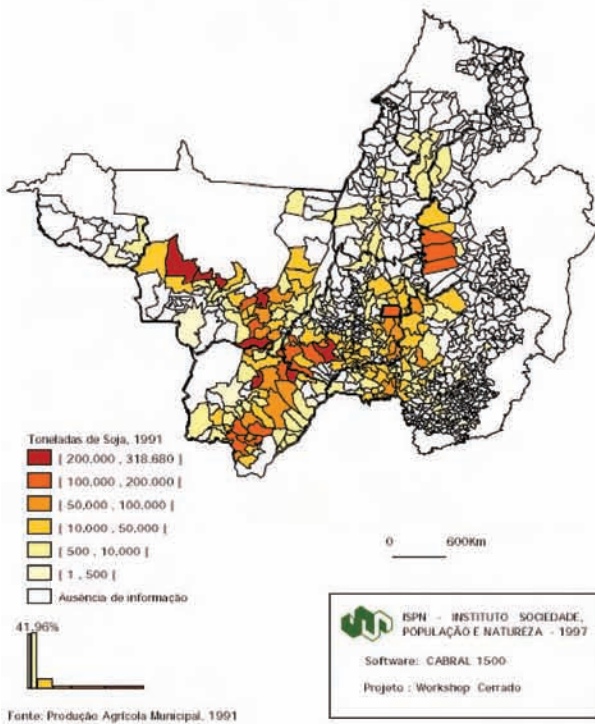 Toneladas de Soja, 1991
[ 200,000 , 318.680 ]
[ 100,000 , 200.000 [
[ 50,000 , 100,000 [
[ 10,000 , 50,000 [
[ 500 , 10,000 [
[ 1 , 500 [
Ausência de informação
0 600Km
41,96%
ISPN - INSTITUTO SOCIEDADE,
POPULAÇÃO E NATUREZA - 1997
Software: CABRAL 1500
Projeto : Workshop Cerrado
Fonte: Produção Agrícola Municipal. 1991